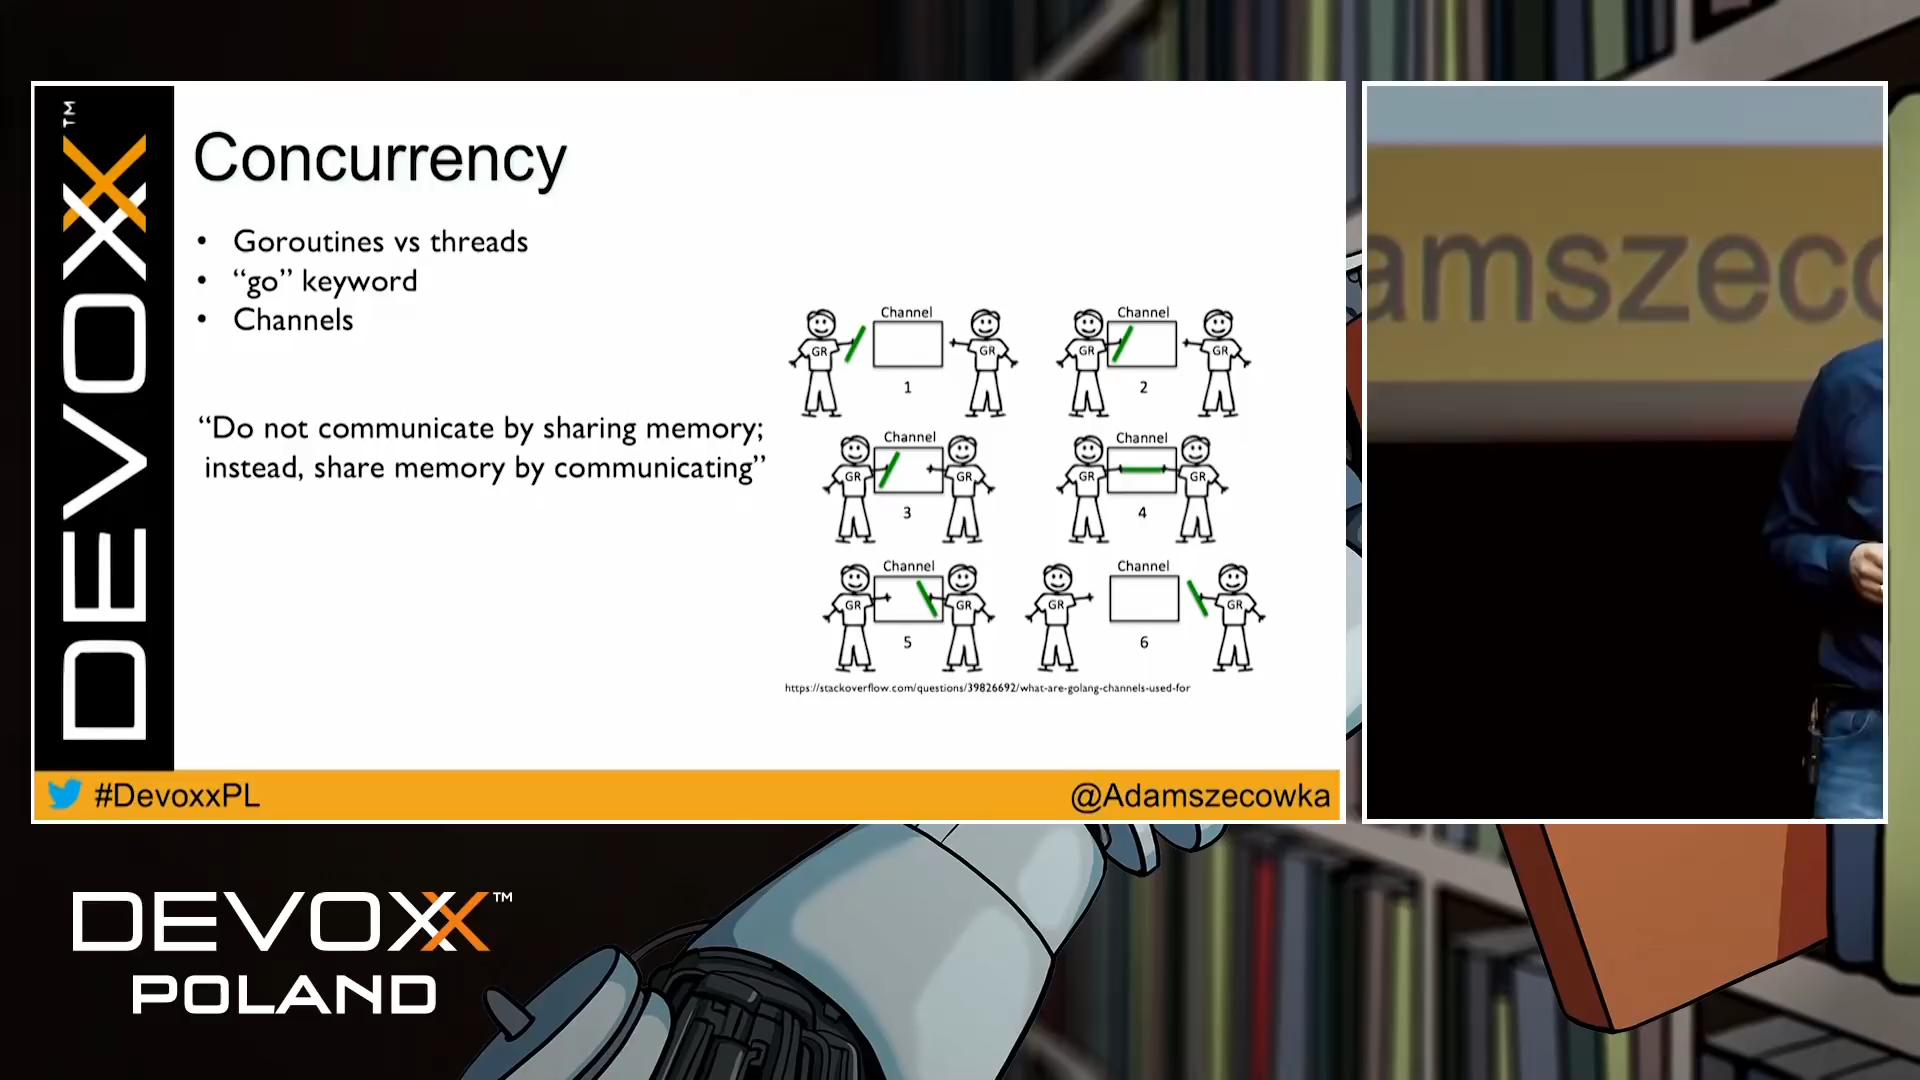 DEVOXX™
Concurrency
• Goroutines vs threads
• “go” keyword
• Channels
“Do not communicate by sharing memory;
instead, share memory by communicating”
Channel
GR
GR
1
Channel
GR
GR
2
Channel
GR
GR
3
Channel
GR
GR
4
Channel
GR
GR
5
Channel
GR
GR
6
https://stackoverflow.com/questions/39826692/what-are-golang-channels-used-for
#DevoxxPL
@Adamszecowka
amszeco
DEVOXX™
POLAND